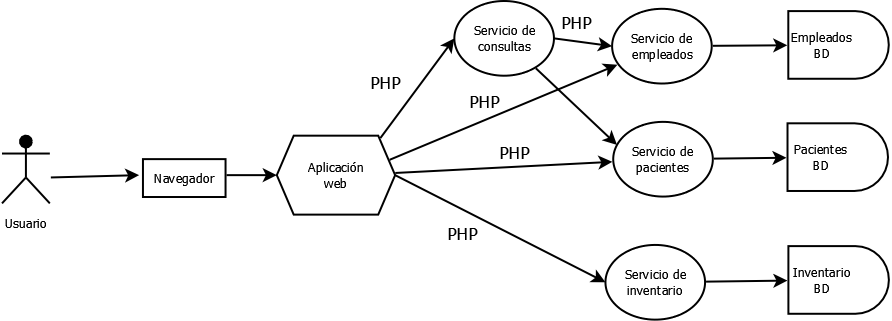 Servicio de
consultas
PHP
Servicio de
empleados
Empleados
BD
PHP
PHP
Aplicación
web
PHP
Servicio de
pacientes
Pacientes
BD
Navegador
Usuario
PHP
Servicio de
inventario
Inventario
BD